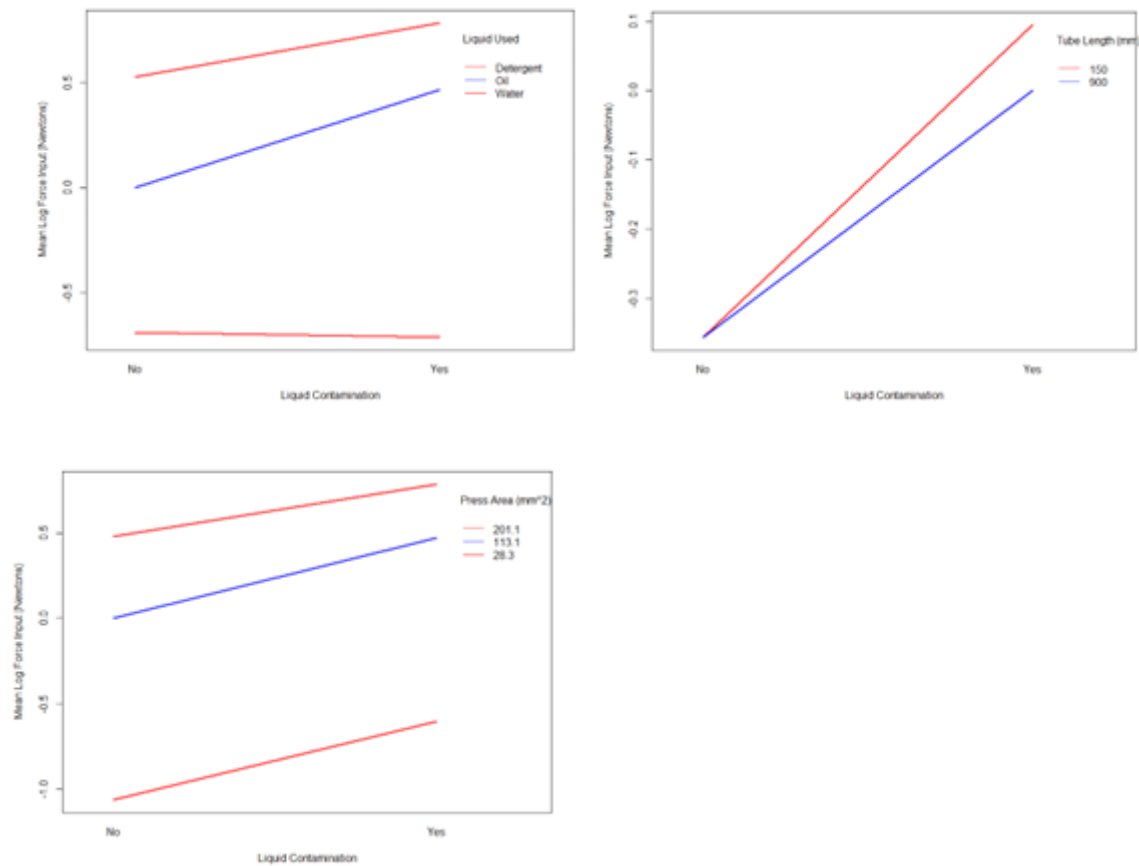 Liquid Used
Detergent
Oil
Water
0.5
0.0
-0.5
Mean Log Force Input (Newtons)
No
Yes
Liquid Contamination
Tube Length (mm
150
900
0.1
0.0
-0.1
-0.2
-0.3
Mean Log Force Input (Newtons)
No
Yes
Liquid Contamination
Press Area (mm^2)
201.1
113.1
28.3
0.5
0.0
-0.5
-1.0
Mean Log Force Input (Newtons)
No
Yes
Liquid Contamination